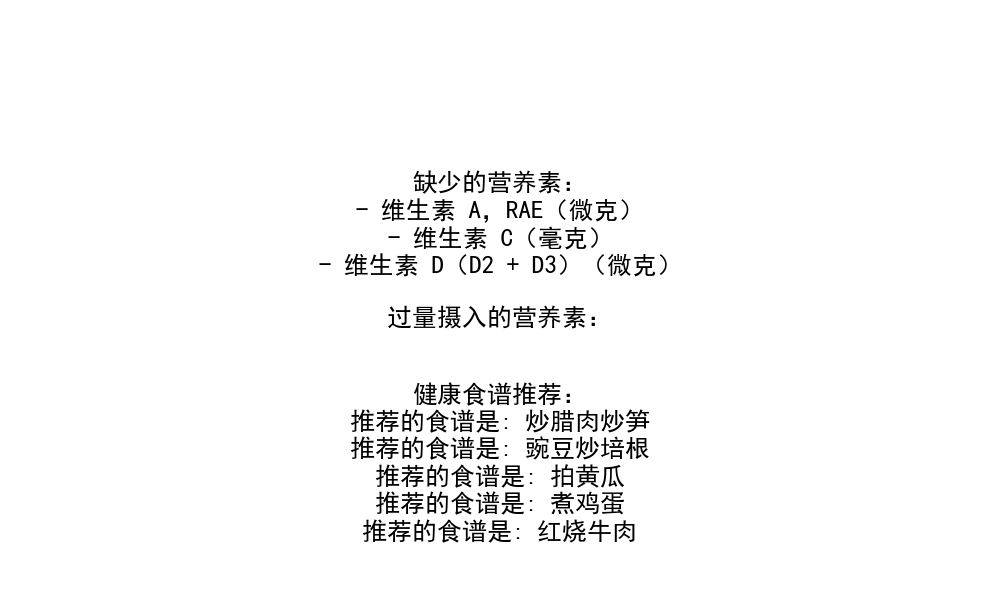 缺少的营养素：
- 维生素 A, RAE（微克）
- 维生素 C（毫克）
- 维生素 D（D2 + D3）（微克）
过量摄入的营养素：
健康食谱推荐：
推荐的食谱是: 炒腊肉炒笋
推荐的食谱是: 豌豆炒培根
推荐的食谱是: 拍黄瓜
推荐的食谱是: 煮鸡蛋
推荐的食谱是: 红烧牛肉